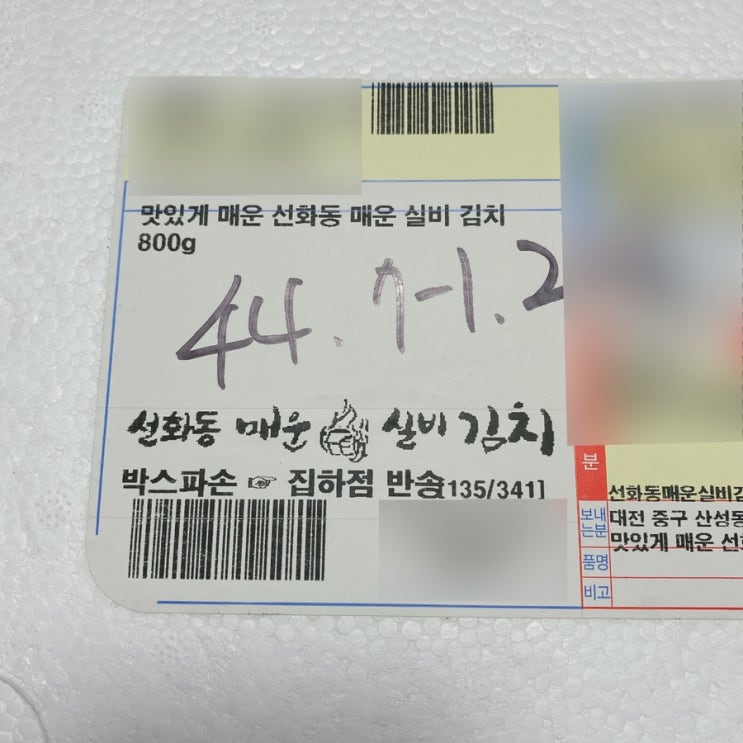 맛있게 매운 선화동 매운 실비 김치
800g
44. 7-1. 2
선화동 매운 실비 김치
박스파손 ☞ 집하점 반송[135/341]
분
선화동매운실비김
보내는분 대전 중구 산성동
맛있게 매운 선화
품명
비고